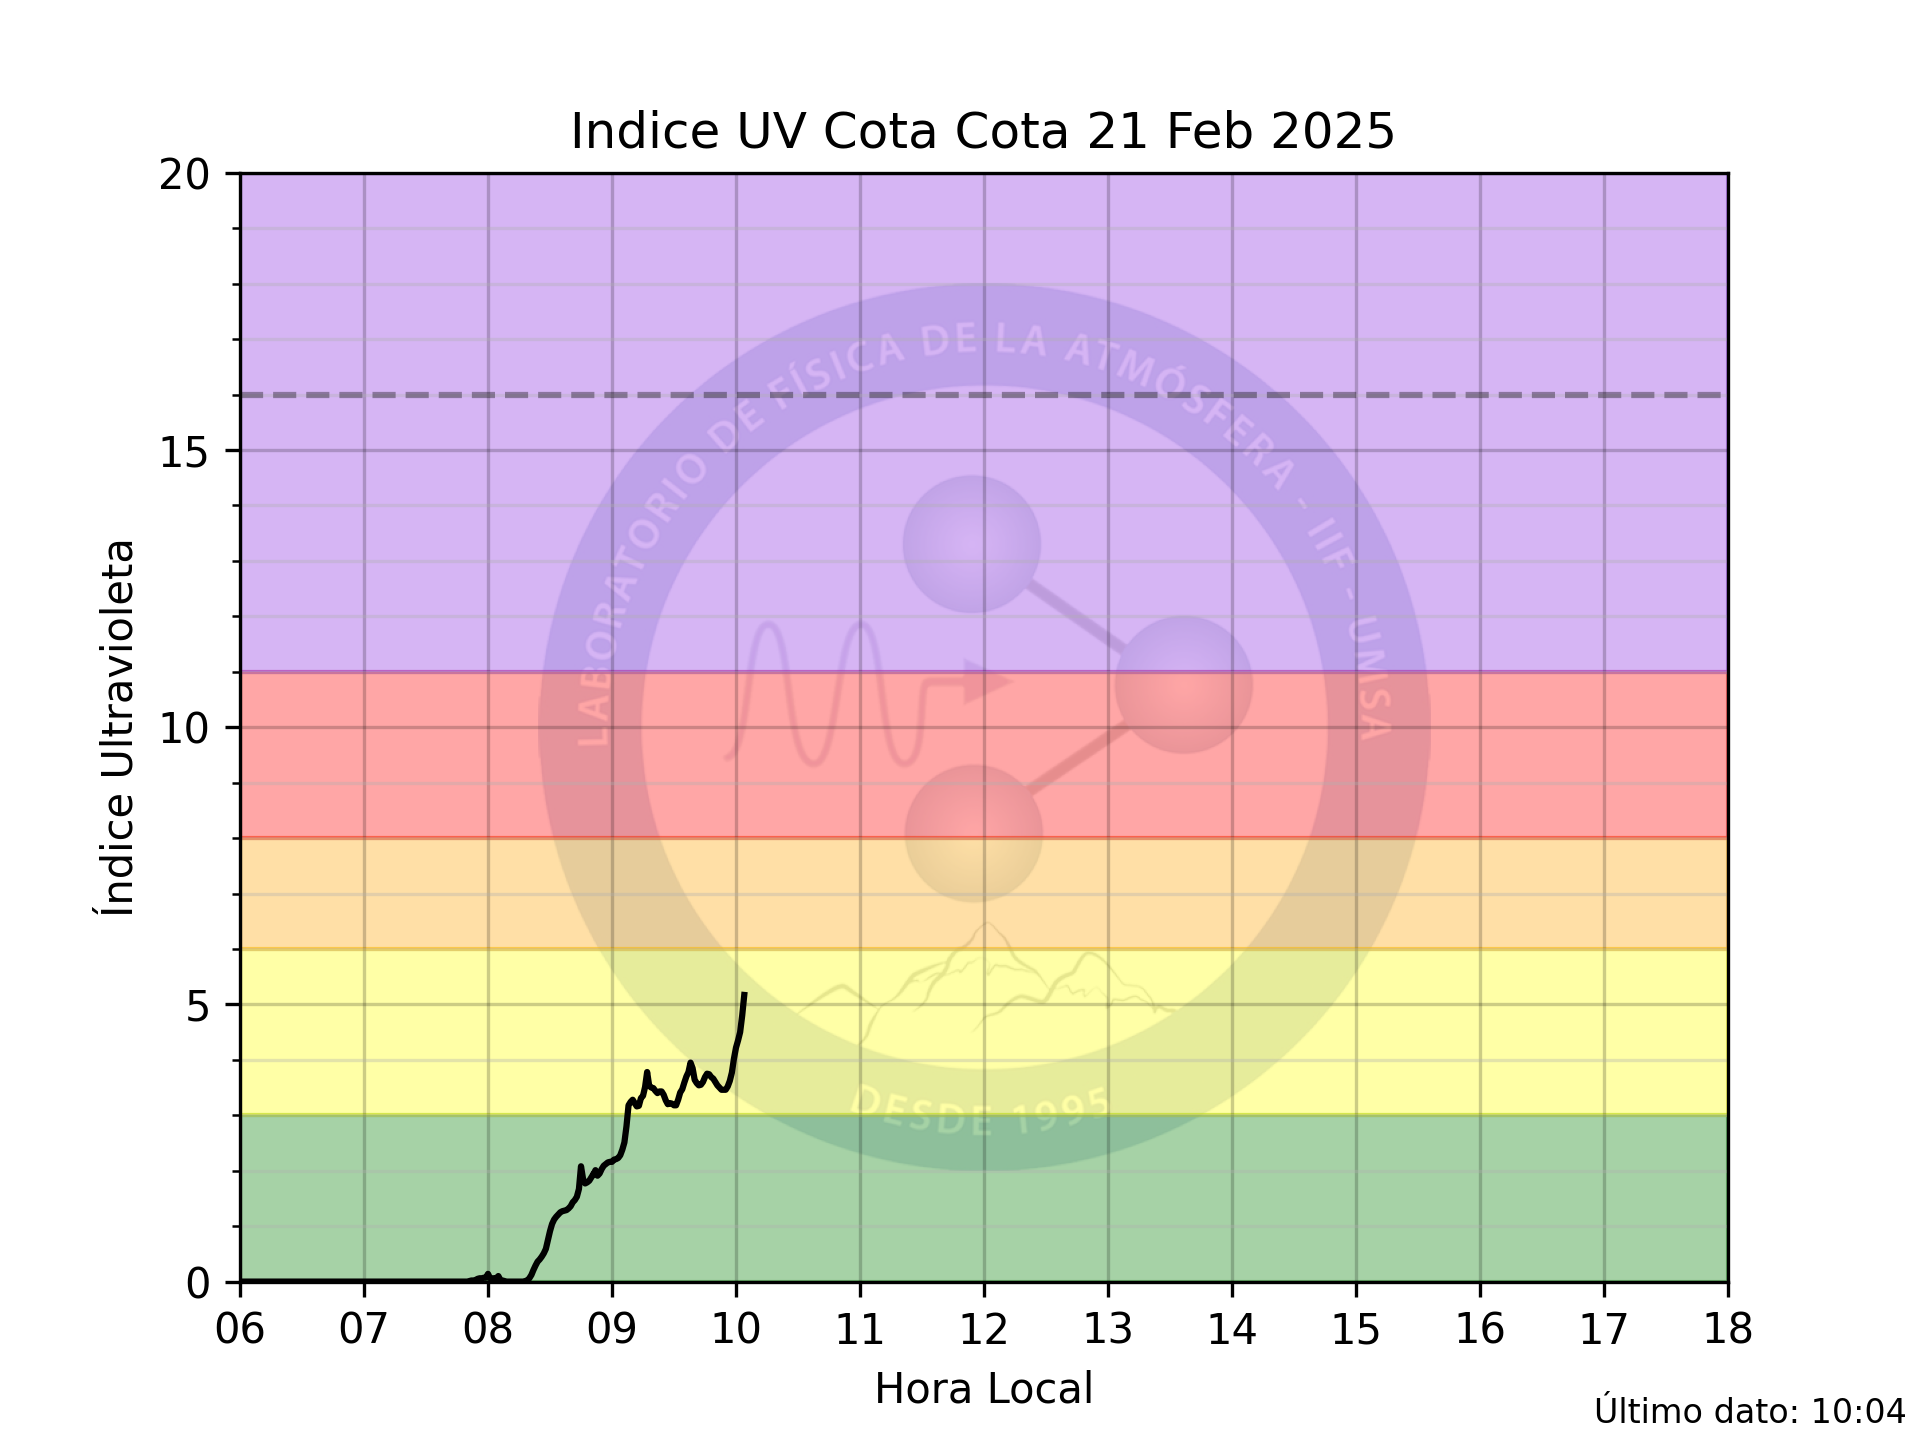 Indice UV Cota Cota 21 Feb 2025
20
15
10
5
0
Índice Ultravioleta
LABORATORIO DE FÍSICA DE LA ATMÓSFERA - IIF - UMSA
DESDE 1995
06 07 08 09 10 11 12 13 14 15 16 17 18
Hora Local
Último dato: 10:04